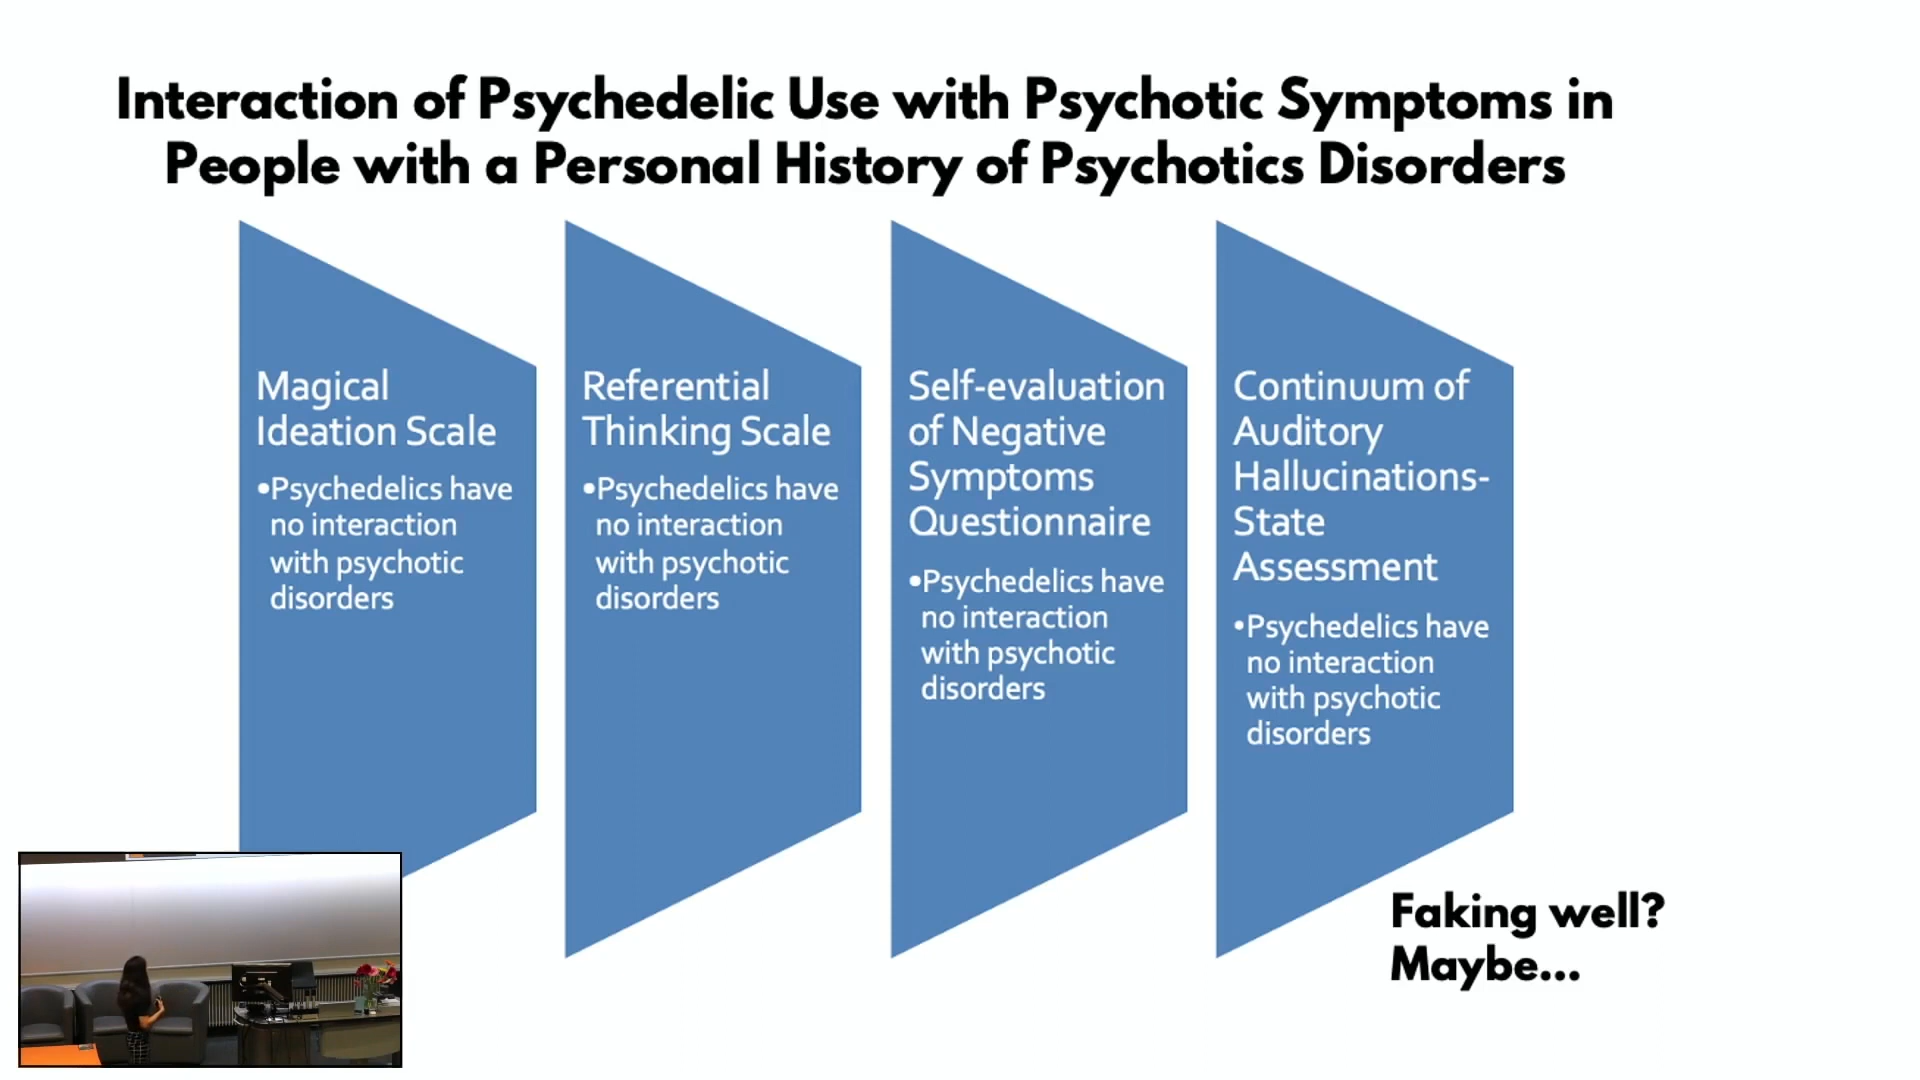 Interaction of Psychedelic Use with Psychotic Symptoms in
People with a Personal History of Psychotics Disorders
Magical
Ideation Scale
•Psychedelics have
no interaction
with psychotic
disorders
Referential
Thinking Scale
•Psychedelics have
no interaction
with psychotic
disorders
Self-evaluation
of Negative
Symptoms
Questionnaire
•Psychedelics have
no interaction
with psychotic
disorders
Continuum of
Auditory
Hallucinations-
State
Assessment
•Psychedelics have
no interaction
with psychotic
disorders
Faking well?
Maybe...